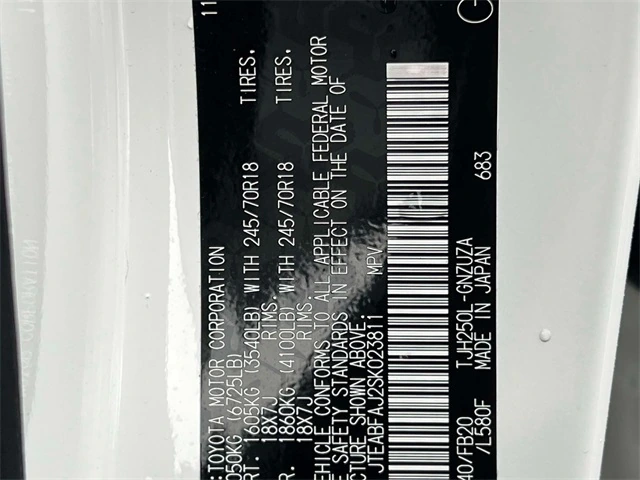 11
:TOYOTA MOTOR CORPORATION
050KG (6725LB)
RT. 1605KG (3540LB) WITH 245/70R18 TIRES.
18X7J RIMS.
1860KG (4100LB) WITH 245/70R18 TIRES.
18X7J RIMS.
EHICLE CONFORMS TO ALL APPLICABLE FEDERAL MOTOR
E SAFETY STANDARDS IN EFFECT ON THE DATE OF
CTURE SHOWN ABOVE.
JTEABFAJ2SK023811 MPV
40/FB20 TJH250L-GNZUZA 683
/L580F MADE IN JAPAN